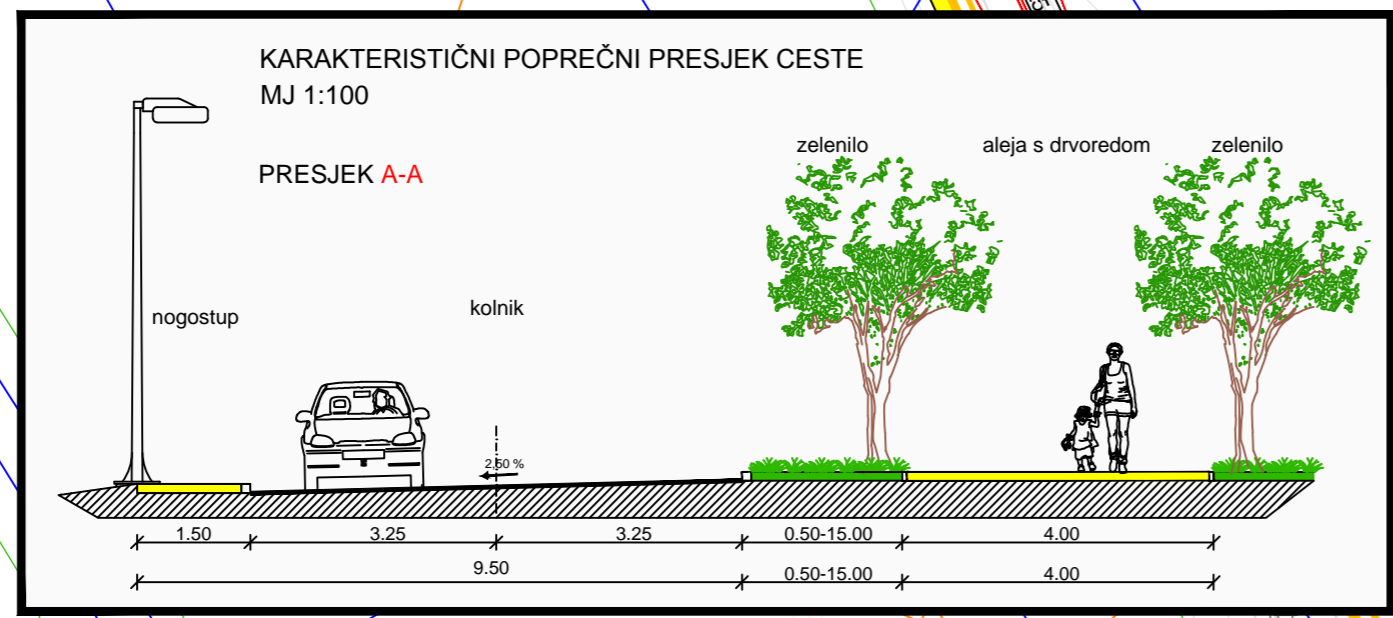 KARAKTERISTIČNI POPREČNI PRESJEK CESTE
MJ 1:100
PRESJEK A-A
zelenilo
aleja s drvoredom
zelenilo
nogostup
kolnik
2,50 %
1.50 3.25 3.25 0.50-15.00 4.00
9.50 0.50-15.00 4.00